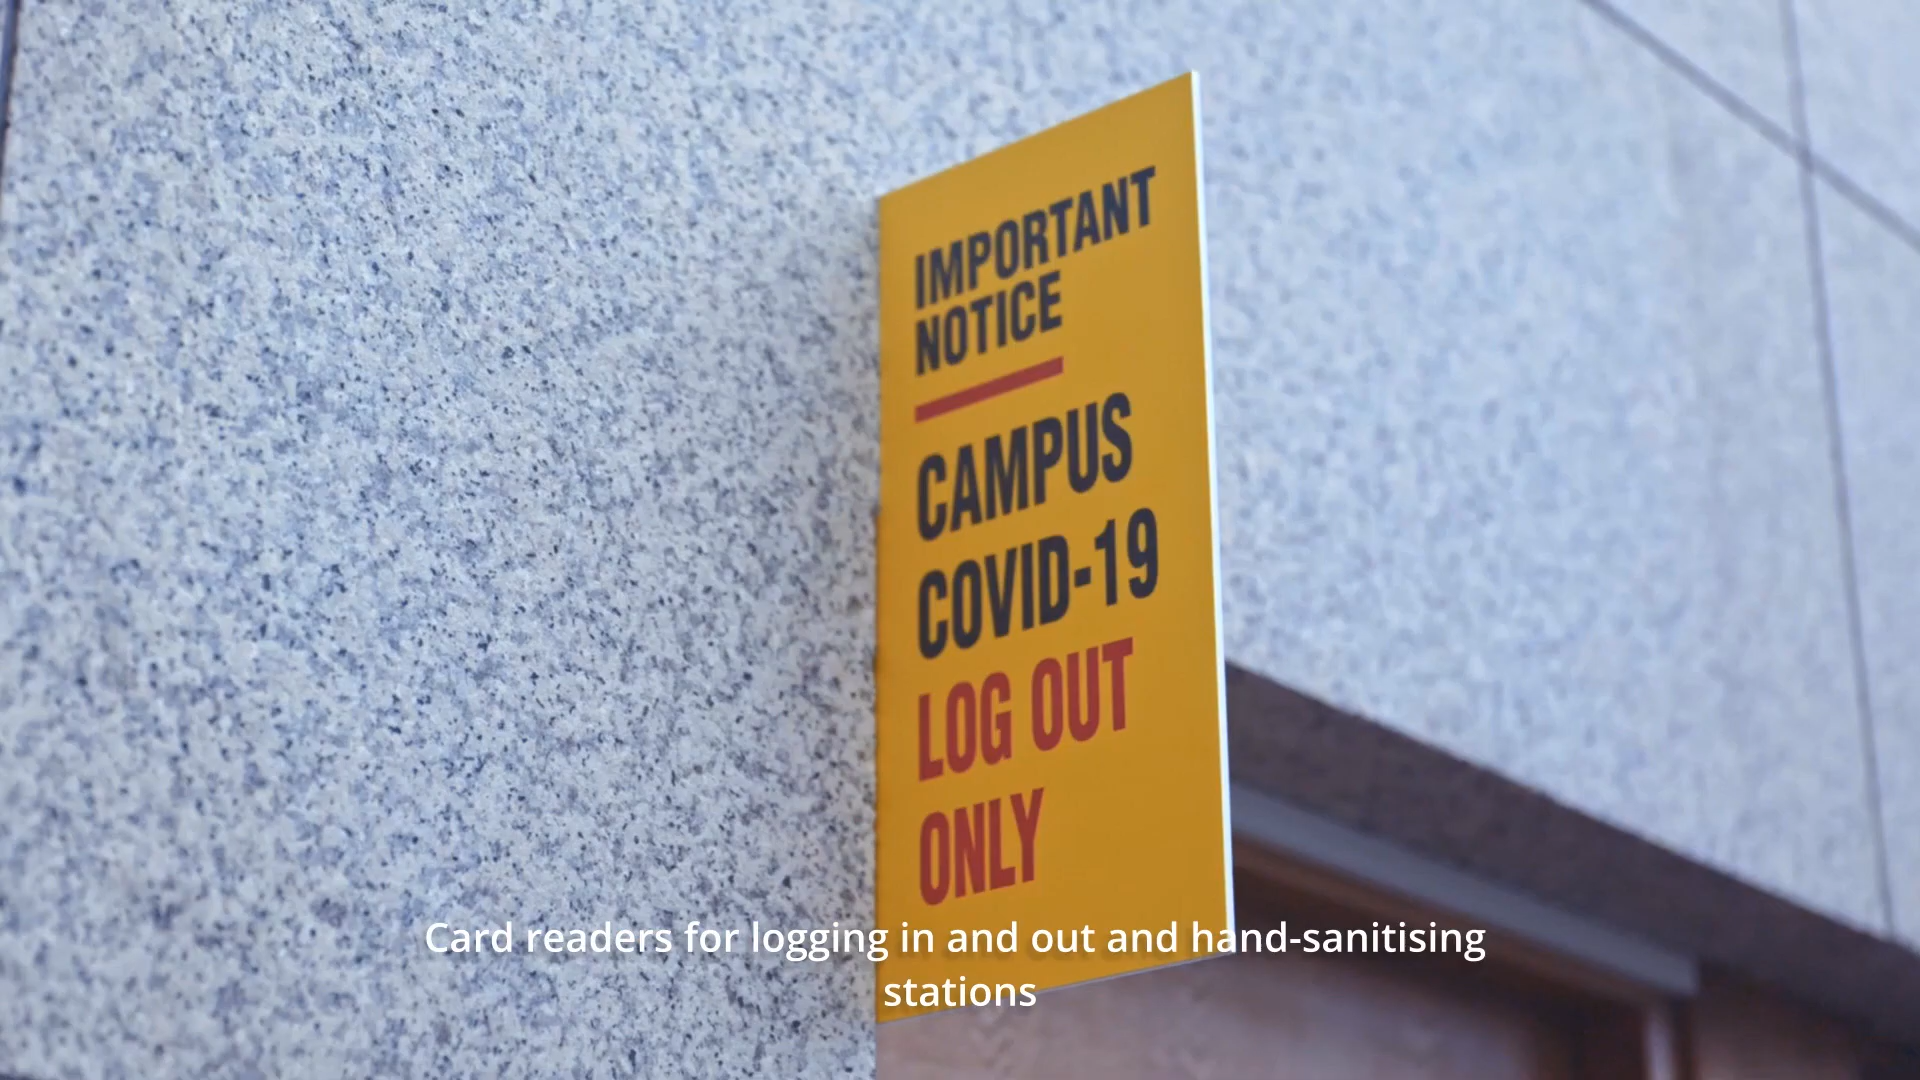 IMPORTANT
NOTICE
CAMPUS
COVID-19
LOG OUT
ONLY
Card readers for logging in and out and hand-sanitising
stations